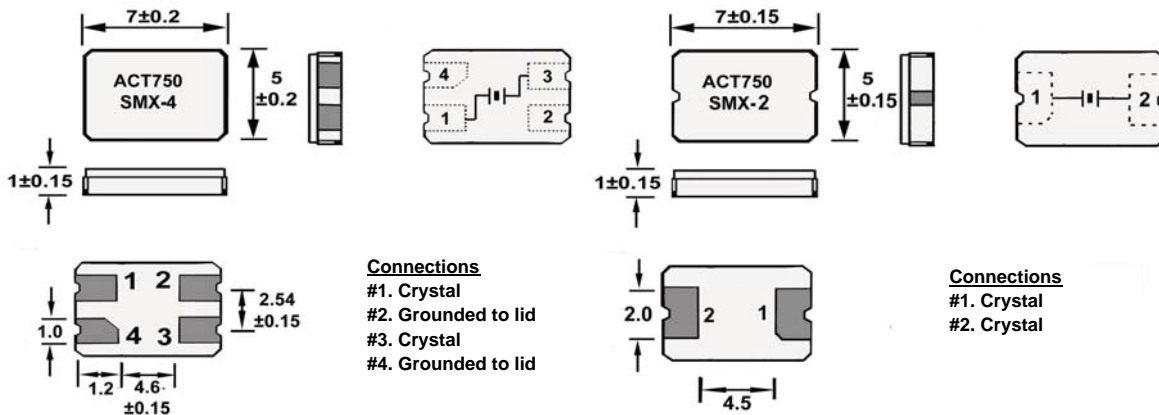 7±0.2
ACT750
SMX-4
5
±0.2
4
3
1
2
1±0.15
7±0.15
ACT750
SMX-2
5
±0.15
1
2
1±0.15
1 2
4 3
1.0
1.2
4.6
±0.15
2.54
±0.15
Connections
#1. Crystal
#2. Grounded to lid
#3. Crystal
#4. Grounded to lid
2.0
2
1
4.5
Connections
#1. Crystal
#2. Crystal